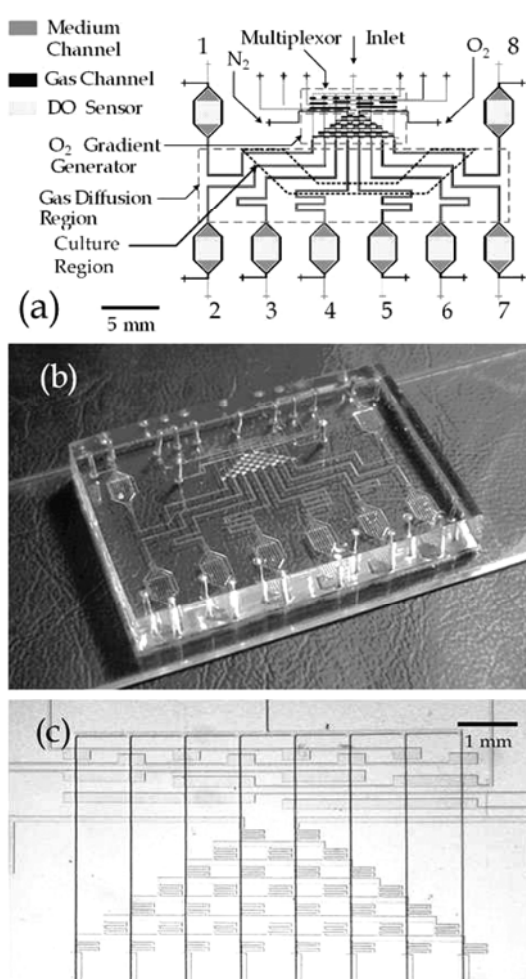 Medium
Channel
Gas Channel
DO Sensor
1
N2
Multiplexor
Inlet
O2
8
O2 Gradient
Generator
Gas Diffusion
Region
Culture
Region
(a)
5 mm
2
3
4
5
6
7
(b)
(c)
1 mm